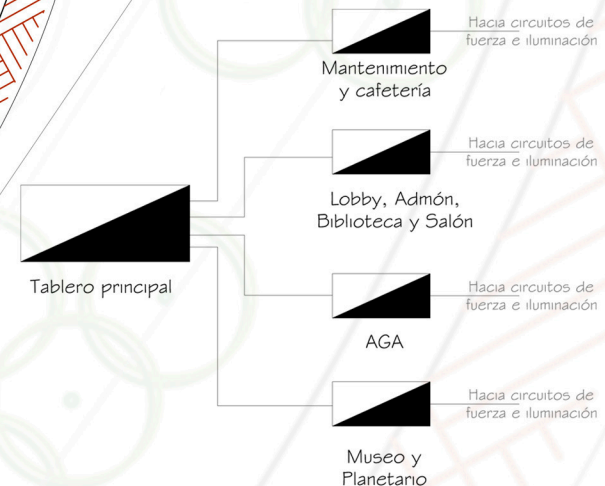 Hacia circuitos de
fuerza e iluminación
Mantenimiento
y cafetería
Hacia circuitos de
fuerza e iluminación
Lobby, Admón,
Biblioteca y Salón
Tablero principal
Hacia circuitos de
fuerza e iluminación
AGA
Hacia circuitos de
fuerza e iluminación
Museo y
Planetario